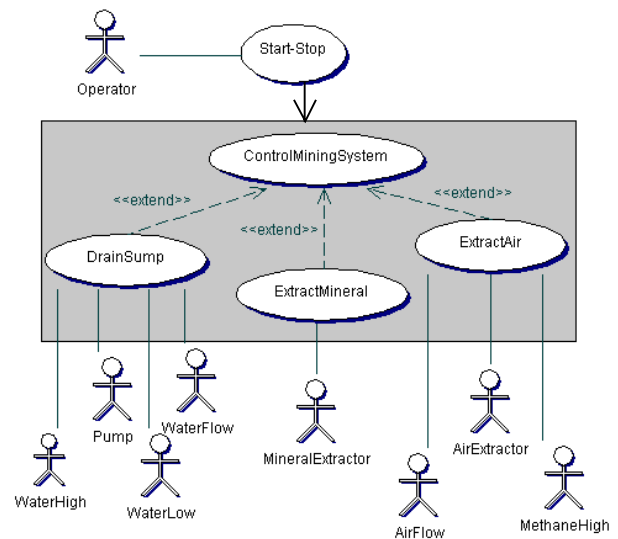 Start-Stop
Operator
ControlMiningSystem
<<extend>>
<<extend>>
<<extend>>
DrainSump
ExtractAir
ExtractMineral
WaterFlow
Pump
MineralExtractor
AirExtractor
WaterHigh
WaterLow
AirFlow
MethaneHigh